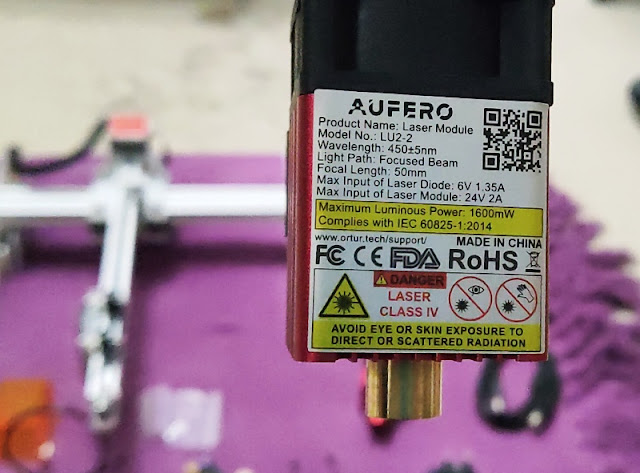 AUFERO
Product Name: Laser Module
Model No.: LU2-2
Wavelength: 450±5nm
Light Path: Focused Beam
Focal Length: 50mm
Max Input of Laser Diode: 6V 1.35A
Max Input of Laser Module: 24V 2A
Maximum Luminous Power: 1600mW
Complies with IEC 60825-1:2014
www.ortur.tech/support/ MADE IN CHINA
FC CE FDA RoHS
DANGER
LASER
CLASS IV
AVOID EYE OR SKIN EXPOSURE TO
DIRECT OR SCATTERED RADIATION